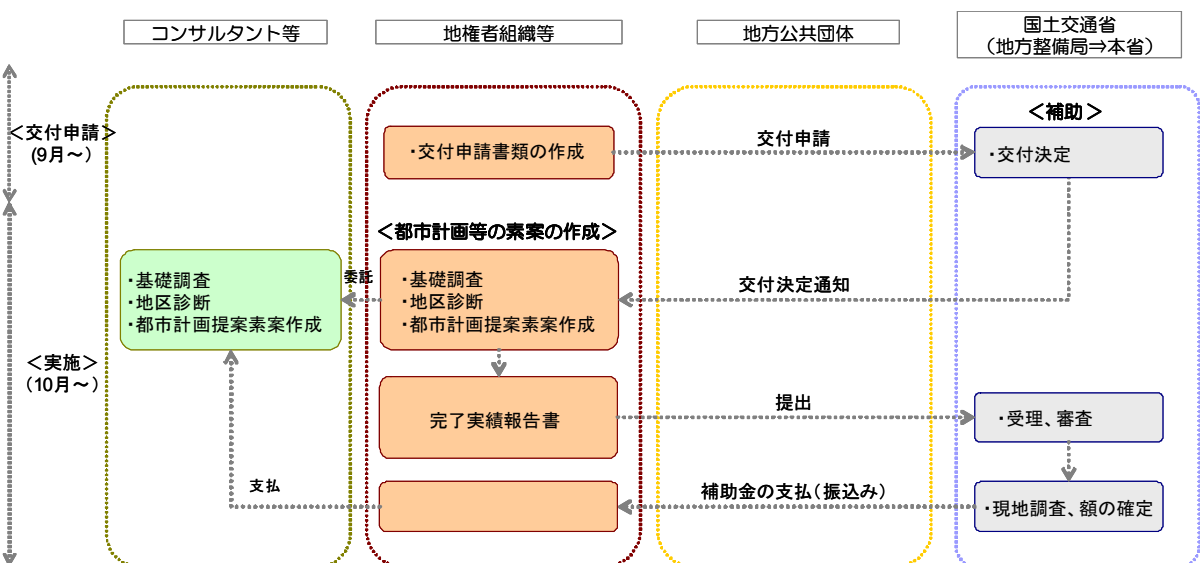 コンサルタント等
地権者組織等
地方公共団体
国土交通省
（地方整備局⇒本省）
＜交付申請＞
(9月～)
・交付申請書類の作成
交付申請
＜補助＞
・交付決定
＜都市計画等の素案の作成＞
・基礎調査
・地区診断
・都市計画提案素案作成
委託
・基礎調査
・地区診断
・都市計画提案素案作成
交付決定通知
＜実施＞
（10月～）
完了実績報告書
提出
・受理、審査
支払
補助金の支払（振込み）
・現地調査、額の確定